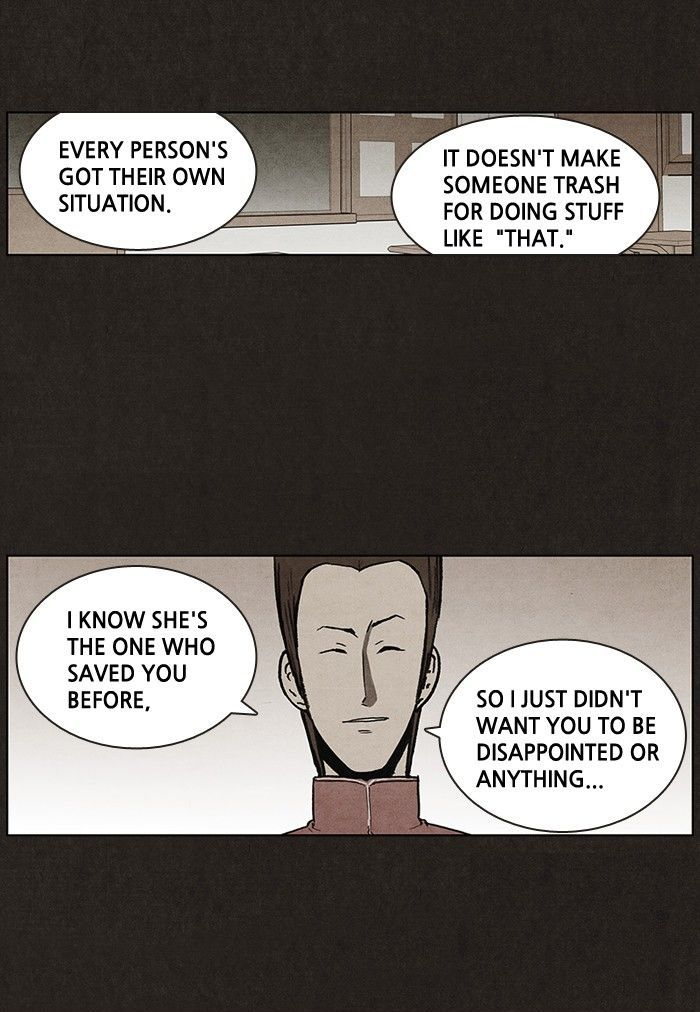 EVERY PERSON'S
GOT THEIR OWN
SITUATION.
IT DOESN'T MAKE
SOMEONE TRASH
FOR DOING STUFF
LIKE "THAT."
I KNOW SHE'S
THE ONE WHO
SAVED YOU
BEFORE,
SO I JUST DIDN'T
WANT YOU TO BE
DISAPPOINTED OR
ANYTHING...